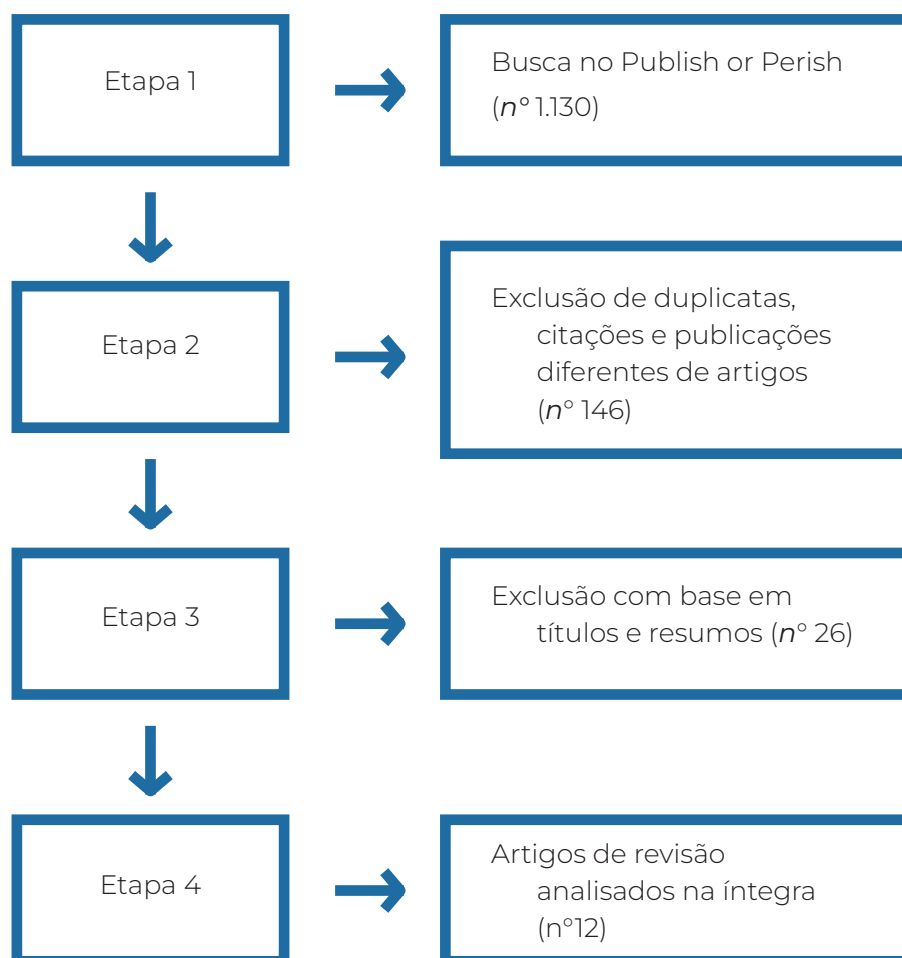 Etapa 1
Busca no Publish or Perish
(n° 1.130)
Etapa 2
Exclusão de duplicatas,
citações e publicações
diferentes de artigos
(n° 146)
Etapa 3
Exclusão com base em
títulos e resumos (n° 26)
Etapa 4
Artigos de revisão
analisados na íntegra
(n°12)